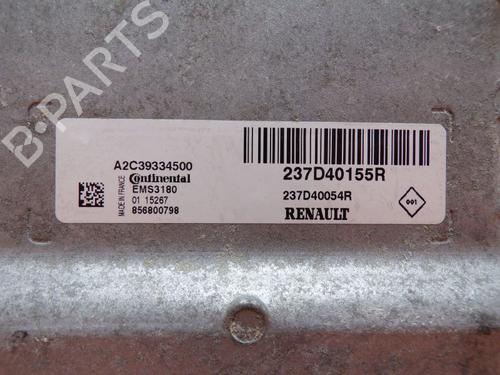 B-PARTS
A2C39334500
Continental
EMS3180
01 15267
856800798
MADE IN FRANCE
237D40155R
237D40054R
RENAULT
001